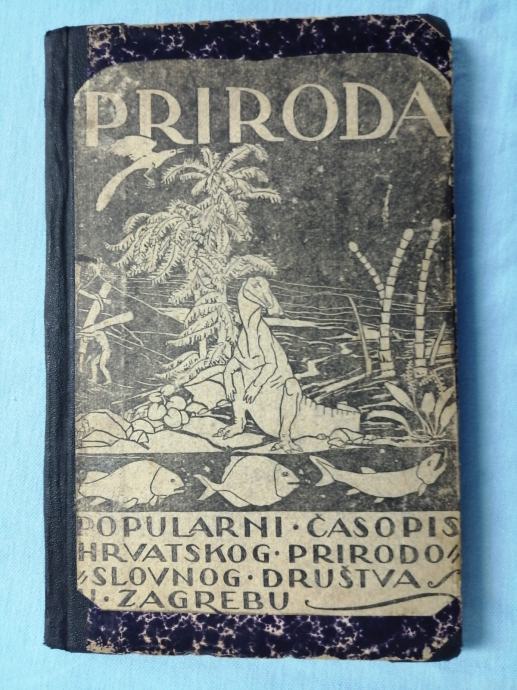 PRIRODA
POPULARNI · ČASOPIS
HRVATSKOG · PRIRODO
SLOVNOG · DRUŠTVA
U · ZAGREBU